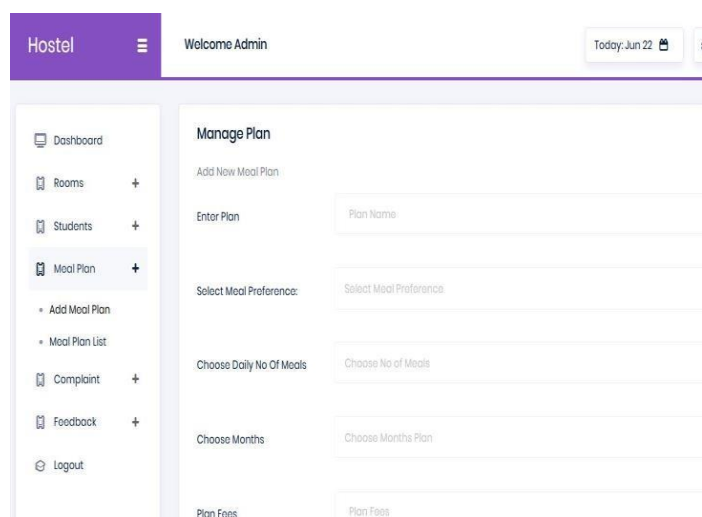 Hostel
Welcome Admin
Today: Jun 22
Dashboard
Rooms +
Students +
Meal Plan +
Add Meal Plan
Meal Plan List
Complaint +
Feedback +
Logout
Manage Plan
Add New Meal Plan
Enter Plan
Plan Name
Select Meal Preference:
Select Meal Preference
Choose Daily No Of Meals
Choose No of Meals
Choose Months
Choose Months Plan
Plan Fees
Plan Fees